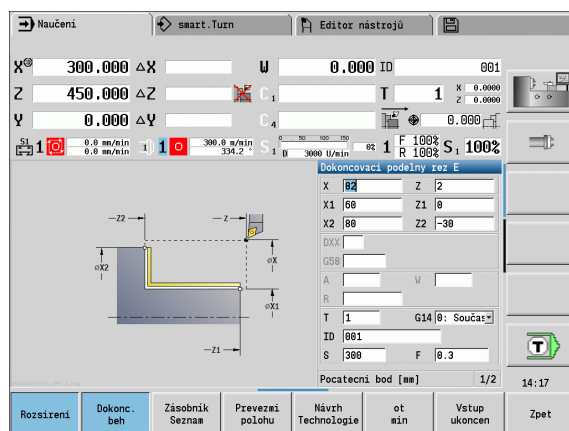 Naučení
smart.Turn
Editor nástrojů
X 300.000 ΔX W 0.000 ID 001
Z 450.000 ΔZ C 1 T 1 X 0.0000 Z 0.0000
Y 0.000 ΔY C 4 0.000
S1 1 0.0 mm/min 0.0 mm/min 1 300.0 m/min 334.2 ° S 1 0 50 100 150 D 3000 U/min 0% 1 F 100% R 100% S 1 100%
Dokoncovaci podelny rez E
X 82 Z 2
X1 60 Z1 0
X2 80 Z2 -30
DXX
G58
A W
R
T 1 G14 0: Součas
ID 001
S 300 F 0.3
Pocatecni bod [mm] 1/2
Z2
Z
øX2
øX
øX1
Z1
T
14:17
Rozsireni
Dokonc. beh
Zásobník Seznam
Prevezmi polohu
Návrh Technologie
ot min
Vstup ukoncen
Zpet